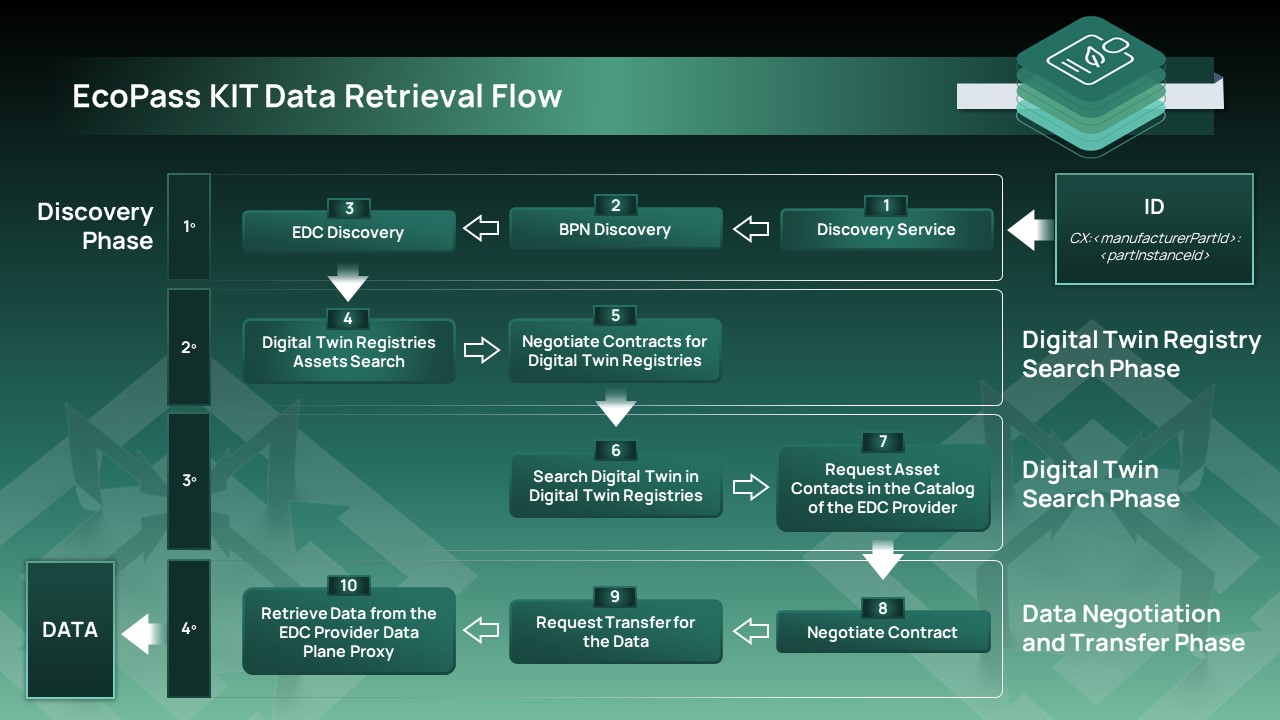 EcoPass KIT Data Retrieval Flow
Discovery
Phase
1º
3
EDC Discovery
2
BPN Discovery
1
Discovery Service
ID
CX:<manufacturerPartId>:
<partInstanceId>
2º
4
Digital Twin Registries
Assets Search
5
Negotiate Contracts for
Digital Twin Registries
Digital Twin Registry
Search Phase
3º
6
Search Digital Twin in
Digital Twin Registries
7
Request Asset
Contacts in the Catalog
of the EDC Provider
Digital Twin
Search Phase
DATA
4º
10
Retrieve Data from the
EDC Provider Data
Plane Proxy
9
Request Transfer for
the Data
8
Negotiate Contract
Data Negotiation
and Transfer Phase